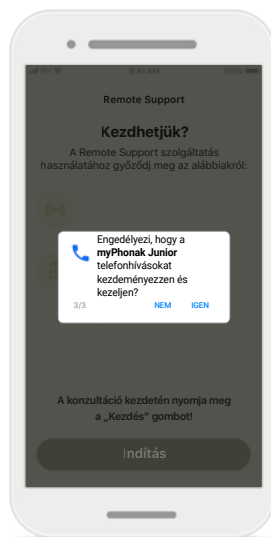 9:41 AM
100%
Remote Support
Kezdhetjük?
A Remote Support szolgáltatás
használatához győződj meg az alábbiakról:
Engedélyezi, hogy a
myPhonak Junior
telefonhívásokat
kezdeményezzen és
kezeljen?
3/3 NEM IGEN
A konzultáció kezdetén nyomja meg
a „Kezdés” gombot!
Indítás